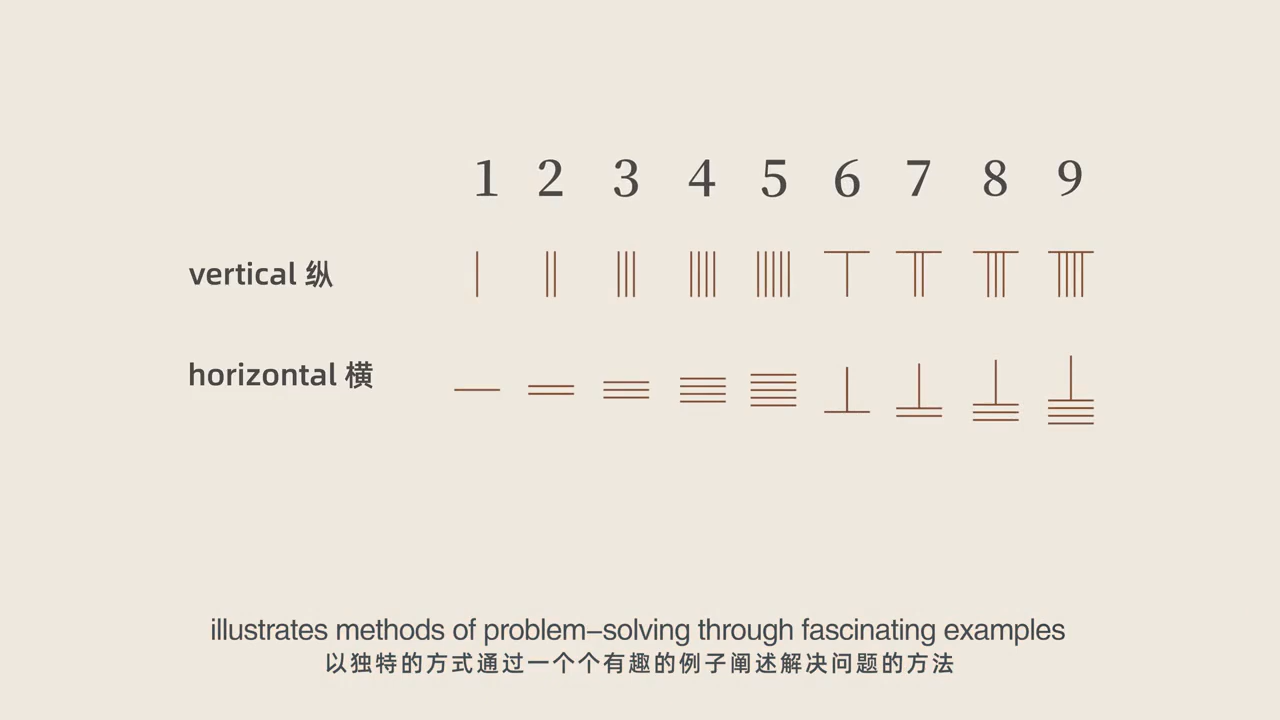 1 2 3 4 5 6 7 8 9
vertical 纵
horizontal 横
illustrates methods of problem–solving through fascinating examples
以独特的方式通过一个个有趣的例子阐述解决问题的方法